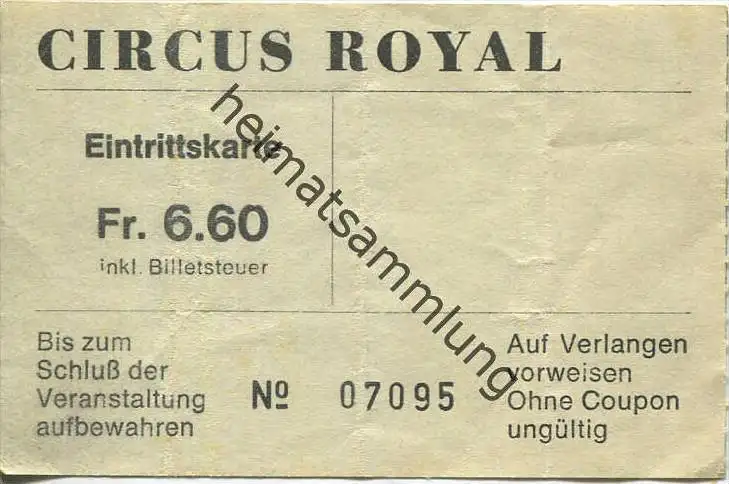 CIRCUS ROYAL
Eintrittskarte
Fr. 6.60
inkl. Billetsteuer
Bis zum
Schluß der
Veranstaltung
aufbewahren
Nº 07095
Auf Verlangen
vorweisen
Ohne Coupon
ungültig
heimatsammlung